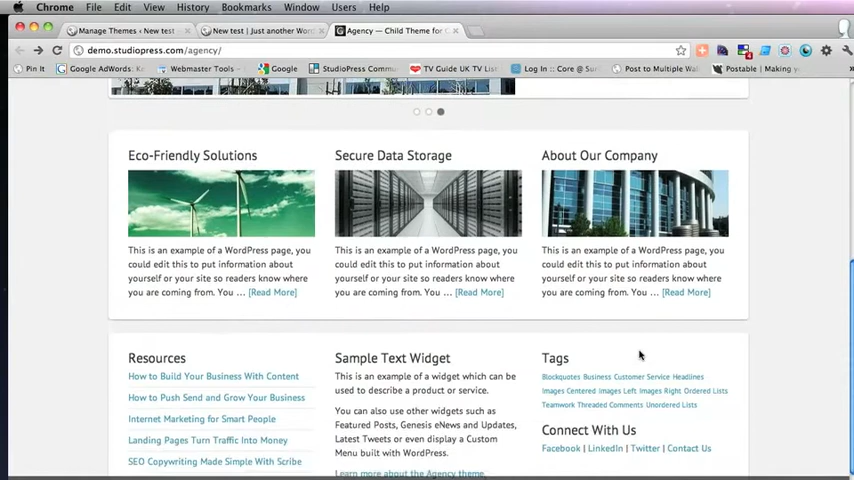 Chrome File Edit View History Bookmarks Window Users Help
Manage Themes ‹ New test
New test | Just another Wor
Agency — Child Theme for G
demo.studiopress.com/agency/
Pin It
Google AdWords: K
Webmaster Tools -
Google
StudioPress Commu
TV Guide UK TV List
Log In :: Core @ Surr
Post to Multiple Wal
Postable | Making y
Eco-Friendly Solutions
This is an example of a WordPress page, you
could edit this to put information about
yourself or your site so readers know where
you are coming from. You ... [Read More]
Secure Data Storage
This is an example of a WordPress page, you
could edit this to put information about
yourself or your site so readers know where
you are coming from. You ... [Read More]
About Our Company
This is an example of a WordPress page, you
could edit this to put information about
yourself or your site so readers know where
you are coming from. You ... [Read More]
Resources
How to Build Your Business With Content
How to Push Send and Grow Your Business
Internet Marketing for Smart People
Landing Pages Turn Traffic Into Money
SEO Copywriting Made Simple With Scribe
Sample Text Widget
This is an example of a widget which can be
used to describe a product or service.
You can also use other widgets such as
Featured Posts, Genesis eNews and Updates,
Latest Tweets or even display a Custom
Menu built with WordPress.
Learn more about the Agency theme.
Tags
Blockquotes Business Customer Service Headlines
Images Centered Images Left Images Right Ordered Lists
Teamwork Threaded Comments Unordered Lists
Connect With Us
Facebook | LinkedIn | Twitter | Contact Us